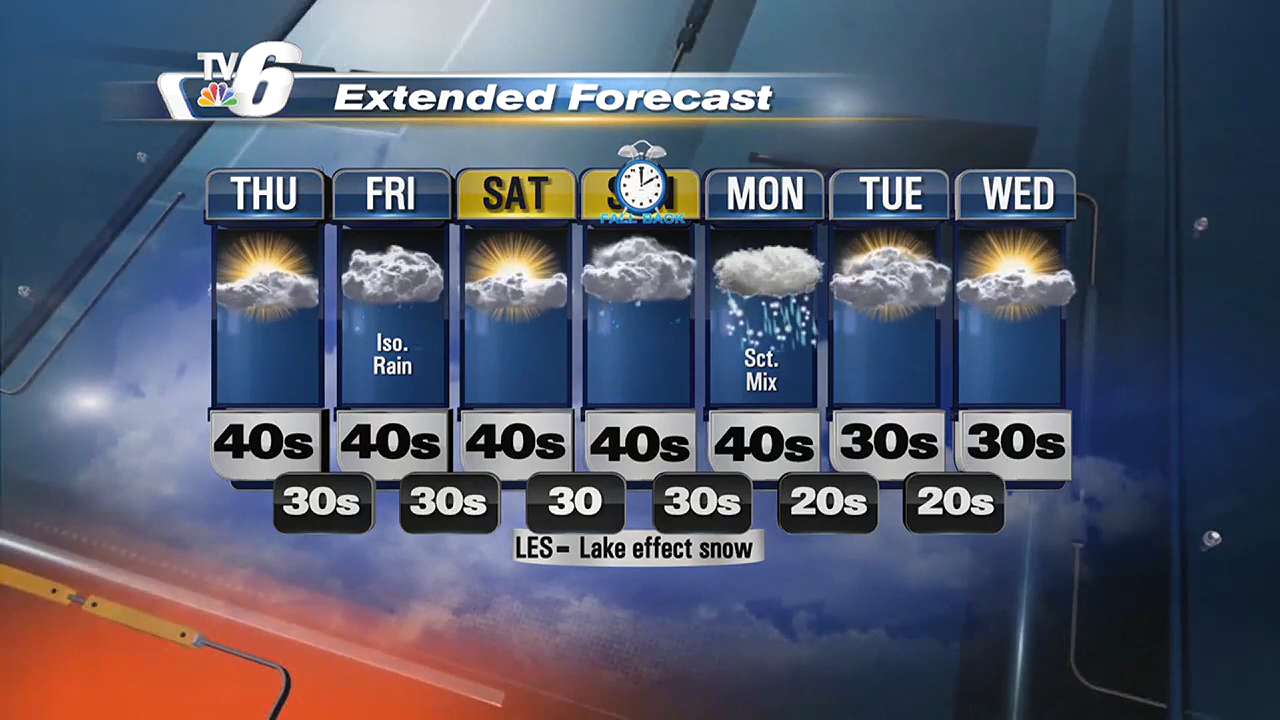 TV6
Extended Forecast
THU FRI SAT SUN MON TUE WED
FALL BACK
Iso.
Rain
Sct.
Mix
40s 40s 40s 40s 40s 30s 30s
30s 30s 30 30s 20s 20s
LES- Lake effect snow